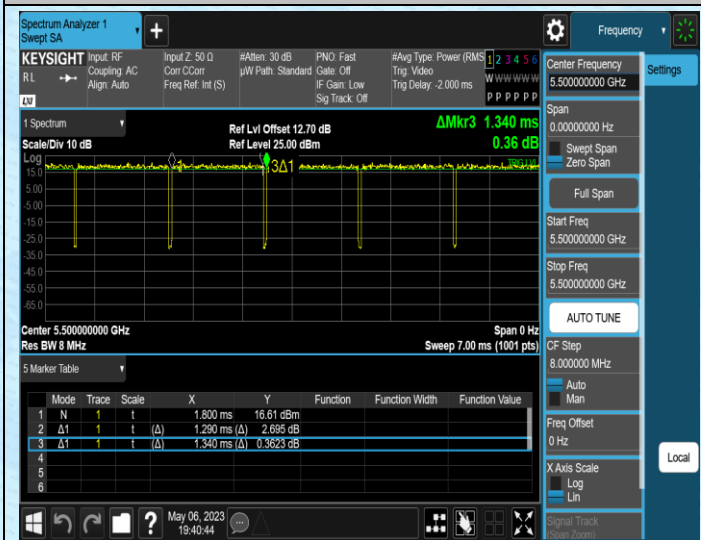 Spectrum Analyzer 1
Swept SA
Frequency
KEYSIGHT
RL
LXI
Input: RF
Coupling: AC
Align: Auto
Input Z: 50 Ω
Corr CCorr
Freq Ref: Int (S)
#Atten: 30 dB
µW Path: Standard
PNO: Fast
Gate: Off
IF Gain: Low
Sig Track: Off
#Avg Type: Power (RMS
Trig: Video
Trig Delay: -2.000 ms
1 2 3 4 5 6
W W W W W W
P P P P P P
1 Spectrum
Scale/Div 10 dB
Ref Lvl Offset 12.70 dB
Ref Level 25.00 dBm
ΔMkr3 1.340 ms
0.36 dB
Log
15.0
5.00
-5.00
-15.0
-25.0
-35.0
-45.0
-55.0
-65.0
3Δ1
TRIG LVL
Center 5.500000000 GHz
Res BW 8 MHz
Span 0 Hz
Sweep 7.00 ms (1001 pts)
5 Marker Table
Mode Trace Scale X Y Function Function Width Function Value
1 N 1 t 1.800 ms 16.61 dBm
2 Δ1 1 t (Δ) 1.290 ms (Δ) 2.695 dB
3 Δ1 1 t (Δ) 1.340 ms (Δ) 0.3623 dB
4
5
6
May 06, 2023
19:40:44
Center Frequency
5.500000000 GHz
Span
0.00000000 Hz
Swept Span
Zero Span
Full Span
Start Freq
5.500000000 GHz
Stop Freq
5.500000000 GHz
AUTO TUNE
CF Step
8.000000 MHz
Auto
Man
Freq Offset
0 Hz
X Axis Scale
Log
Lin
Signal Track
(Span Zoom)
Settings
Local